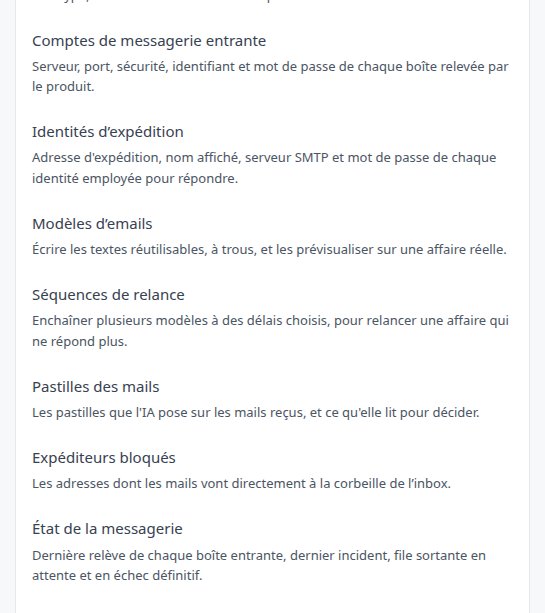 Comptes de messagerie entrante
Serveur, port, sécurité, identifiant et mot de passe de chaque boîte relevée par
le produit.
Identités d’expédition
Adresse d'expédition, nom affiché, serveur SMTP et mot de passe de chaque
identité employée pour répondre.
Modèles d’emails
Écrire les textes réutilisables, à trous, et les prévisualiser sur une affaire réelle.
Séquences de relance
Enchaîner plusieurs modèles à des délais choisis, pour relancer une affaire qui
ne répond plus.
Pastilles des mails
Les pastilles que l'IA pose sur les mails reçus, et ce qu'elle lit pour décider.
Expéditeurs bloqués
Les adresses dont les mails vont directement à la corbeille de l’inbox.
État de la messagerie
Dernière relève de chaque boîte entrante, dernier incident, file sortante en
attente et en échec définitif.